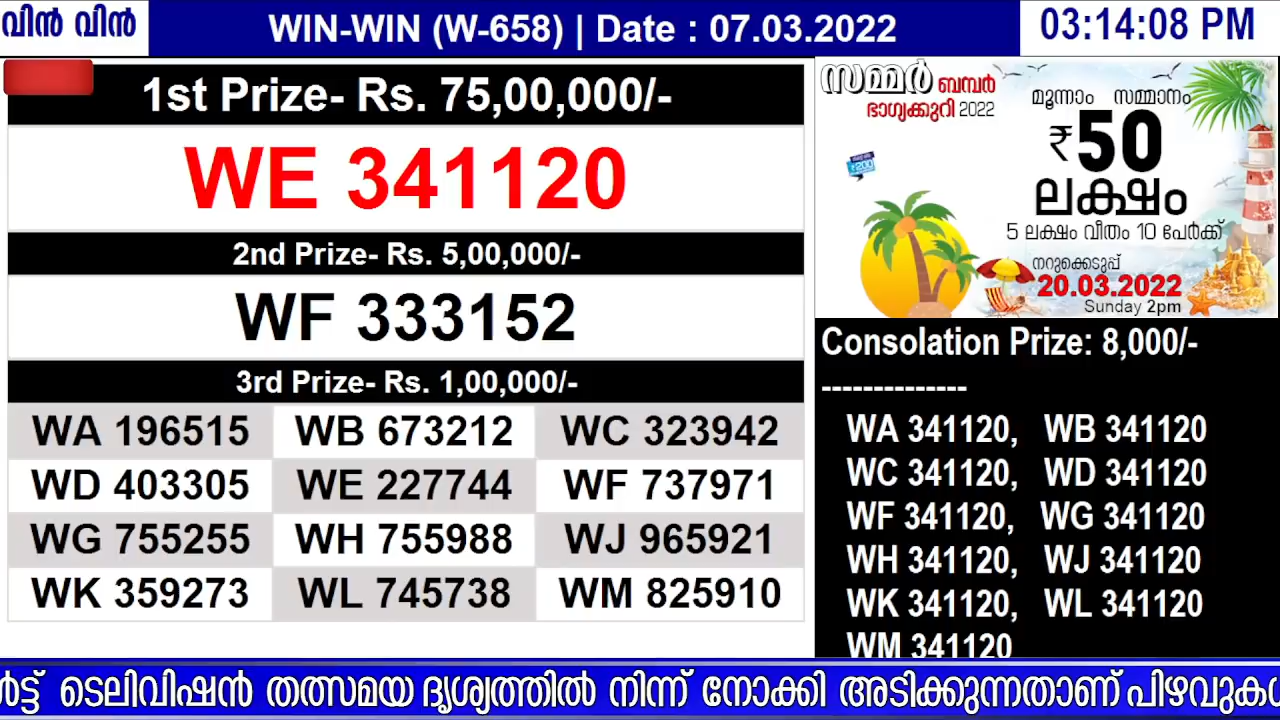 വിൻ വിൻ
WIN-WIN (W-658) | Date : 07.03.2022
03:14:08 PM
1st Prize- Rs. 75,00,000/-
WE 341120
2nd Prize- Rs. 5,00,000/-
WF 333152
3rd Prize- Rs. 1,00,000/-
WA 196515 WB 673212 WC 323942
WD 403305 WE 227744 WF 737971
WG 755255 WH 755988 WJ 965921
WK 359273 WL 745738 WM 825910
സമ്മർ ബമ്പർ
ഭാഗ്യക്കുറി 2022
മൂന്നാം സമ്മാനം
₹50
ലക്ഷം
5 ലക്ഷം വീതം 10 പേർക്ക്
നറുക്കെടുപ്പ്
20.03.2022
Sunday 2pm
Consolation Prize: 8,000/-
--------------
WA 341120, WB 341120
WC 341120, WD 341120
WF 341120, WG 341120
WH 341120, WJ 341120
WK 341120, WL 341120
WM 341120
ടെലിവിഷൻ തത്സമയ ദൃശ്യത്തിൽ നിന്ന് നോക്കി അടിക്കുന്നതാണ്